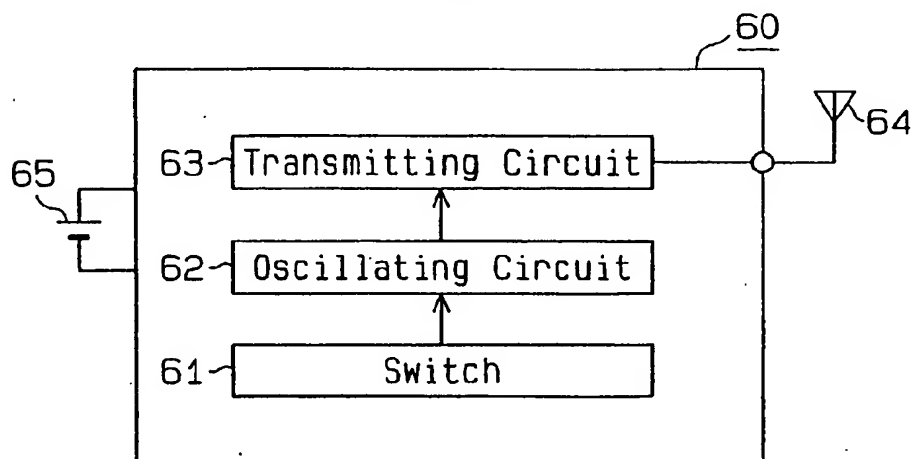 60
64
63 Transmitting Circuit
65
62 Oscillating Circuit
61 Switch